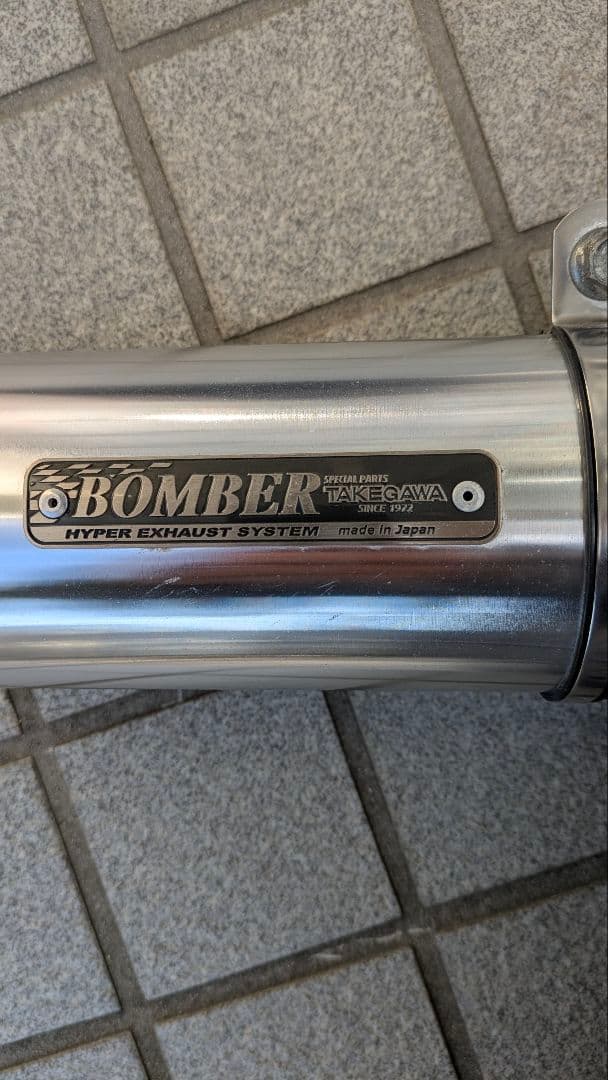 BOMBER
SPECIAL PARTS
TAKEGAWA
SINCE 1972
HYPER EXHAUST SYSTEM made in Japan